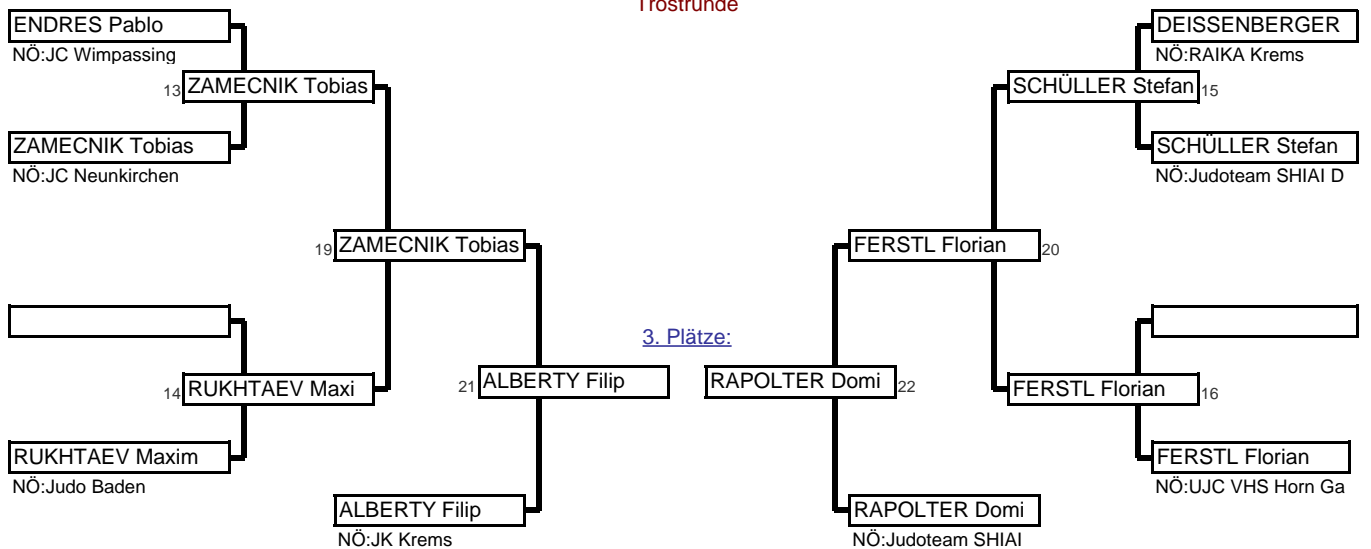 Trostrunde
ENDRES Pablo
NÖ:JC Wimpassing
13 ZAMECNIK Tobias
ZAMECNIK Tobias
NÖ:JC Neunkirchen
19 ZAMECNIK Tobias
14 RUKHTAEV Maxi
RUKHTAEV Maxim
NÖ:Judo Baden
21 ALBERTY Filip
ALBERTY Filip
NÖ:JK Krems
3. Plätze:
DEISSENBERGER
NÖ:RAIKA Krems
SCHÜLLER Stefan 15
SCHÜLLER Stefan
NÖ:Judoteam SHIAI D
FERSTL Florian 20
FERSTL Florian 16
FERSTL Florian
NÖ:UJC VHS Horn Ga
RAPOLTER Domi 22
RAPOLTER Domi
NÖ:Judoteam SHIAI